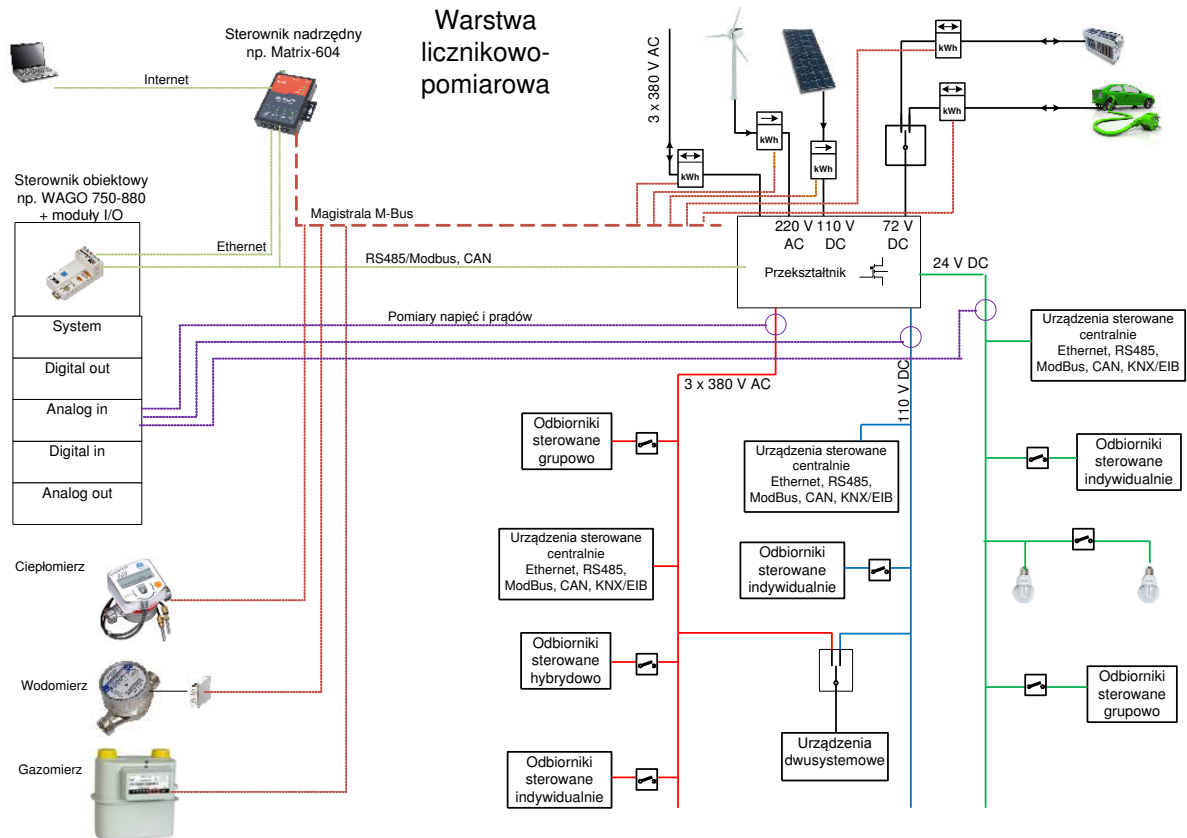 Warstwa
licznikowo-
pomiarowa
Sterownik nadrzędny
np. Matrix-604
Internet
3 x 380 V AC
kWh
kWh
kWh
kWh
kWh
Sterownik obiektowy
np. WAGO 750-880
+ moduły I/O
Magistrala M-Bus
Ethernet
RS485/Modbus, CAN
220 V
AC
110 V
DC
72 V
DC
Przekształtnik
24 V DC
System
Digital out
Analog in
Digital in
Analog out
Pomiary napięć i prądów
3 x 380 V AC
110 V DC
Urządzenia sterowane
centralnie
Ethernet, RS485,
ModBus, CAN, KNX/EIB
Odbiorniki
sterowane
grupowo
Urządzenia sterowane
centralnie
Ethernet, RS485,
ModBus, CAN, KNX/EIB
Odbiorniki
sterowane
indywidualnie
Urządzenia sterowane
centralnie
Ethernet, RS485,
ModBus, CAN, KNX/EIB
Odbiorniki
sterowane
indywidualnie
Ciepłomierz
Odbiorniki
sterowane
hybrydowo
Wodomierz
Odbiorniki
sterowane
grupowo
Urządzenia
dwusystemowe
Gazomierz
Odbiorniki
sterowane
indywidualnie